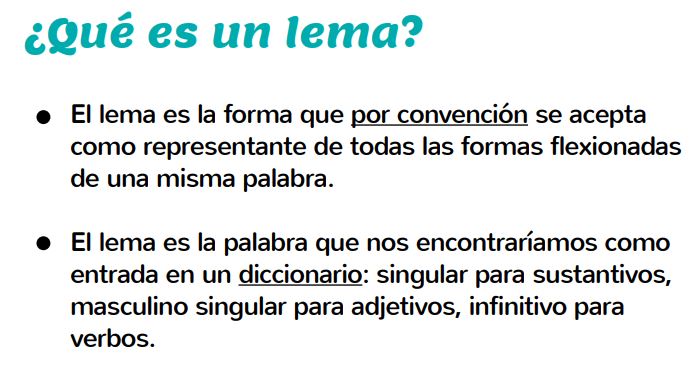 ¿Qué es un lema?
● El lema es la forma que por convención se acepta
como representante de todas las formas flexionadas
de una misma palabra.
● El lema es la palabra que nos encontraríamos como
entrada en un diccionario: singular para sustantivos,
masculino singular para adjetivos, infinitivo para
verbos.